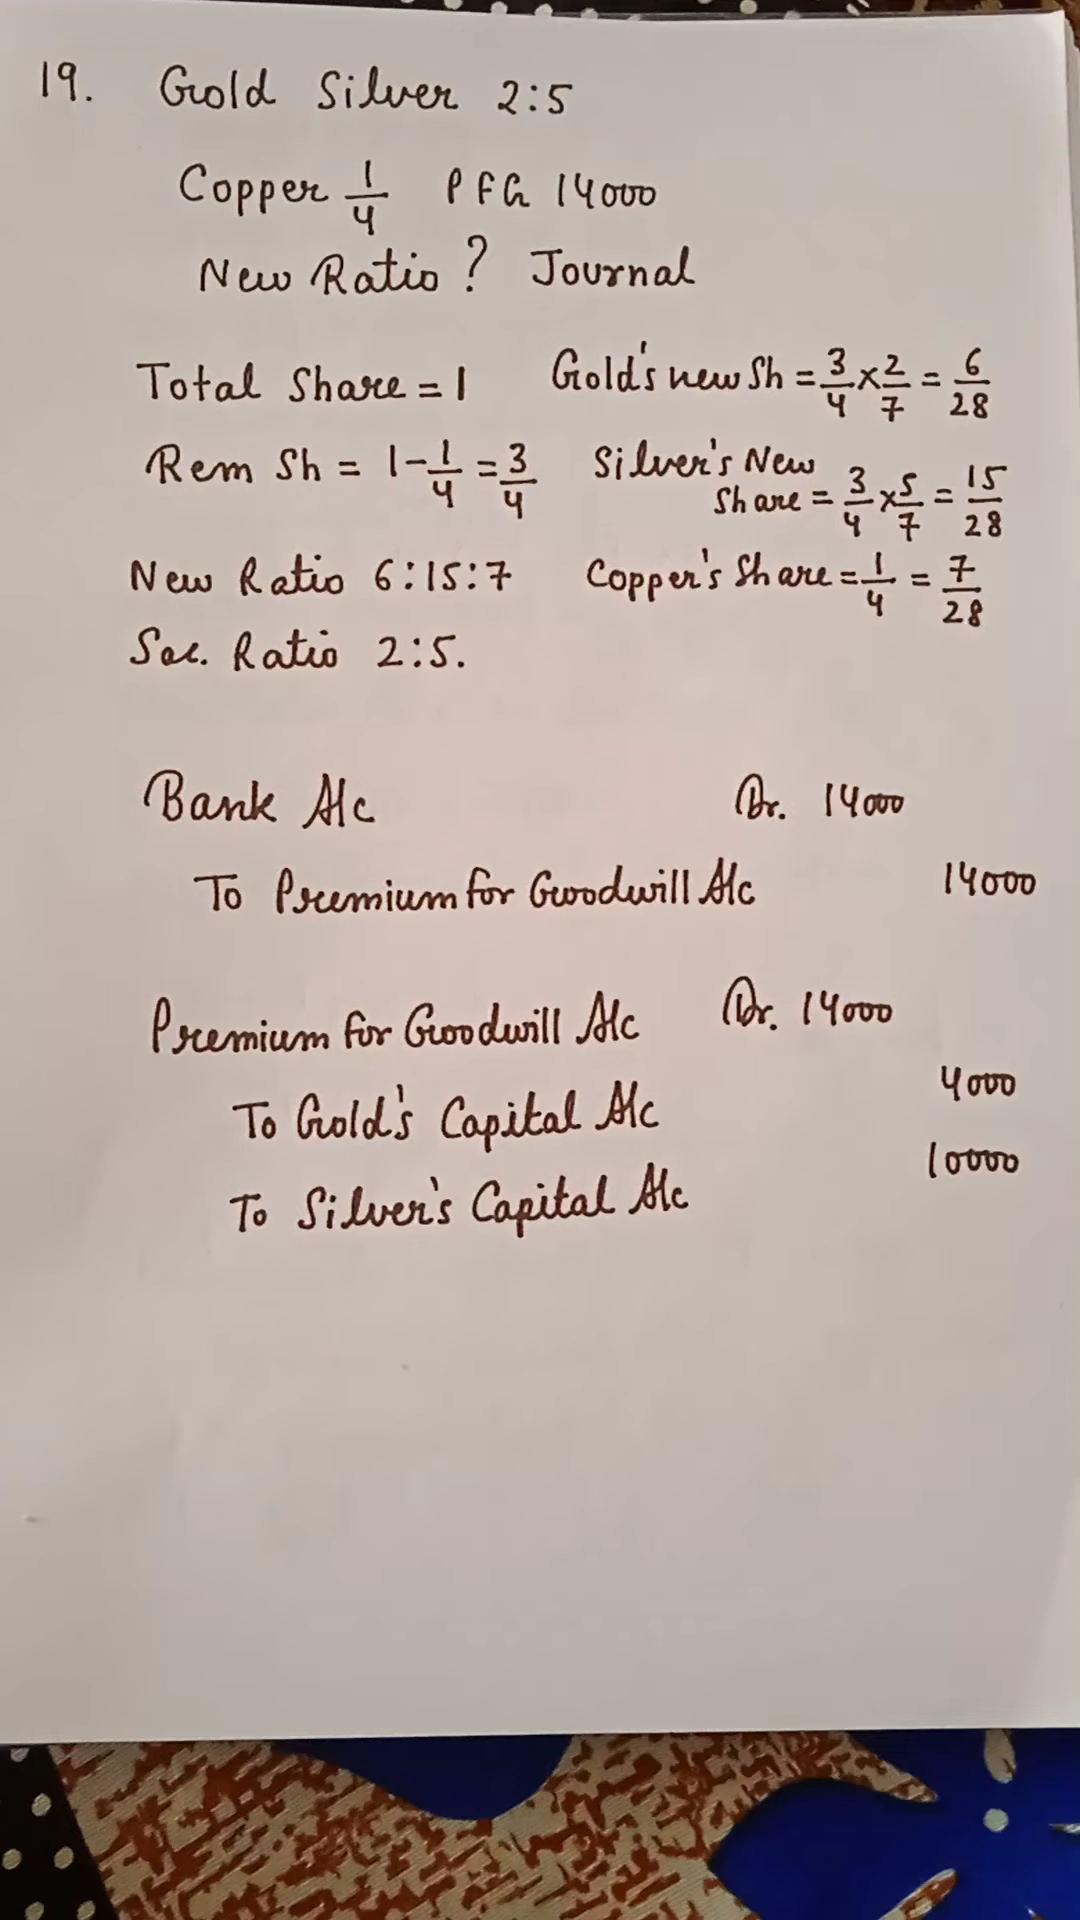 19. Gold Silver 2:5
Copper 1/4 PFG 14000
New Ratio? Journal
Total Share = 1 Gold's new Sh = 3/4 x 2/7 = 6/28
Rem Sh = 1-1/4 = 3/4 Silver's New
Share = 3/4 x 5/7 = 15/28
New Ratio 6:15:7 Copper's Share = 1/4 = 7/28
Sac. Ratio 2:5.
Bank A/c Dr. 14000
To Premium for Goodwill A/c 14000
Premium for Goodwill A/c Dr. 14000
To Gold's Capital A/c 4000
To Silver's Capital A/c 10000